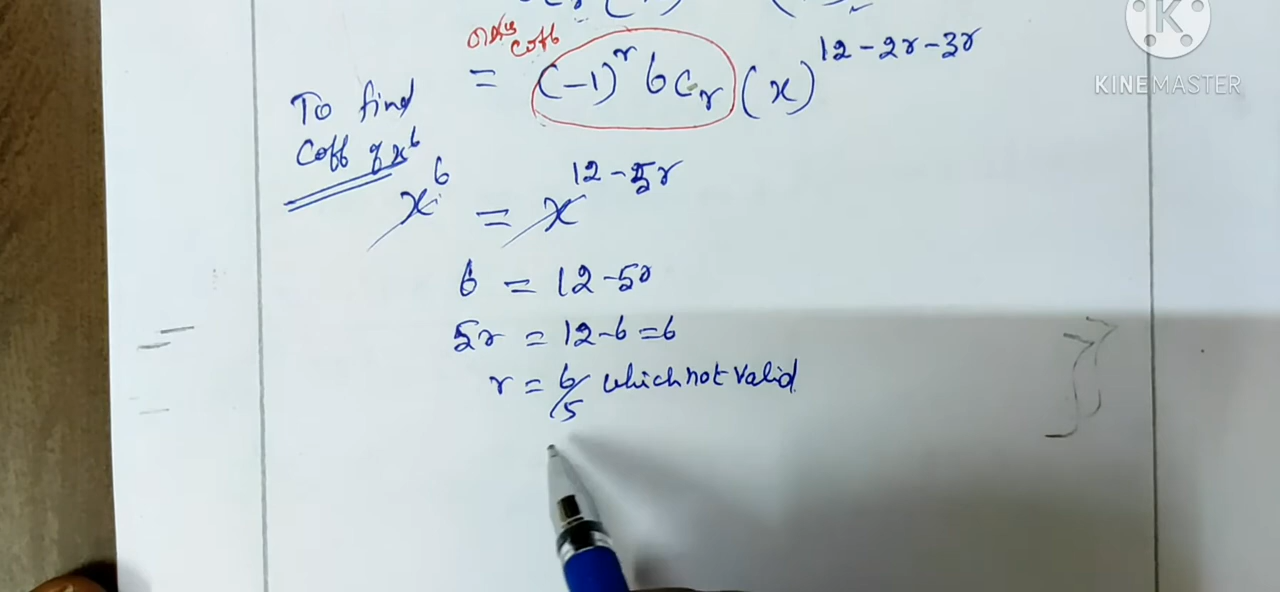 K
KINEMASTER
coff
= (-1)^r 6C_r (x)^{12-2r-3r}
To find
Coff of x^6
x^6 = x^{12-5r}
6 = 12-5r
5r = 12-6 = 6
r = 6/5 which not valid